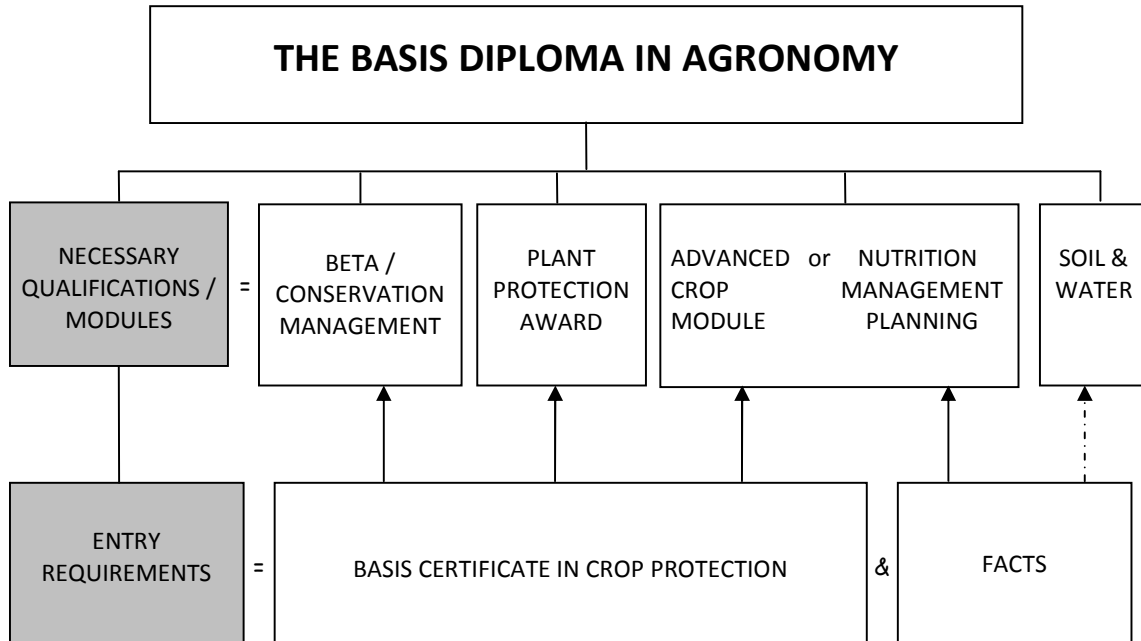 THE BASIS DIPLOMA IN AGRONOMY
NECESSARY
QUALIFICATIONS /
MODULES
=
BETA /
CONSERVATION
MANAGEMENT
PLANT
PROTECTION
AWARD
ADVANCED or NUTRITION
CROP MANAGEMENT
MODULE PLANNING
SOIL &
WATER
ENTRY
REQUIREMENTS
=
BASIS CERTIFICATE IN CROP PROTECTION
&
FACTS